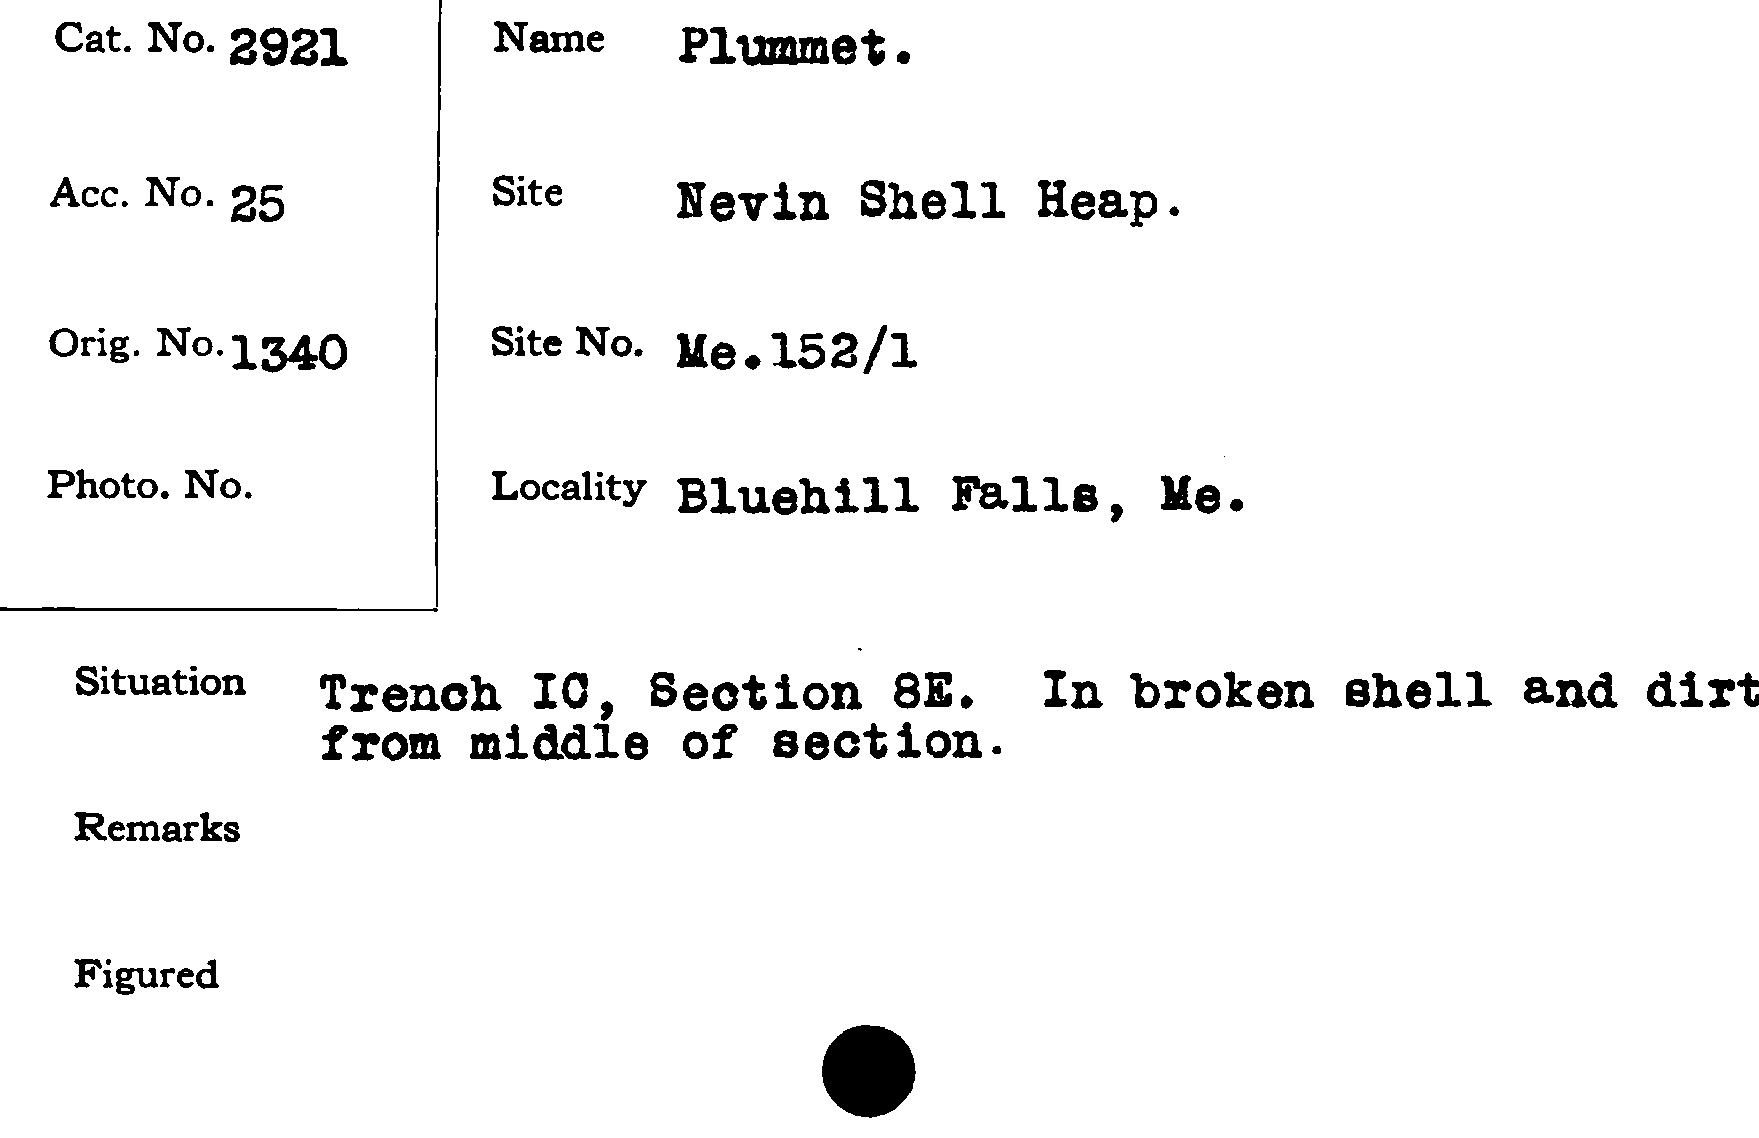 Cat. No. 2921
Name Plummet.
Acc. No. 25
Site Nevin Shell Heap.
Orig. No. 1340
Site No. Me.152/1
Photo. No.
Locality Bluehill Falls, Me.
Situation Trench IC, Section 8E. In broken shell and dirt
from middle of section.
Remarks
Figured